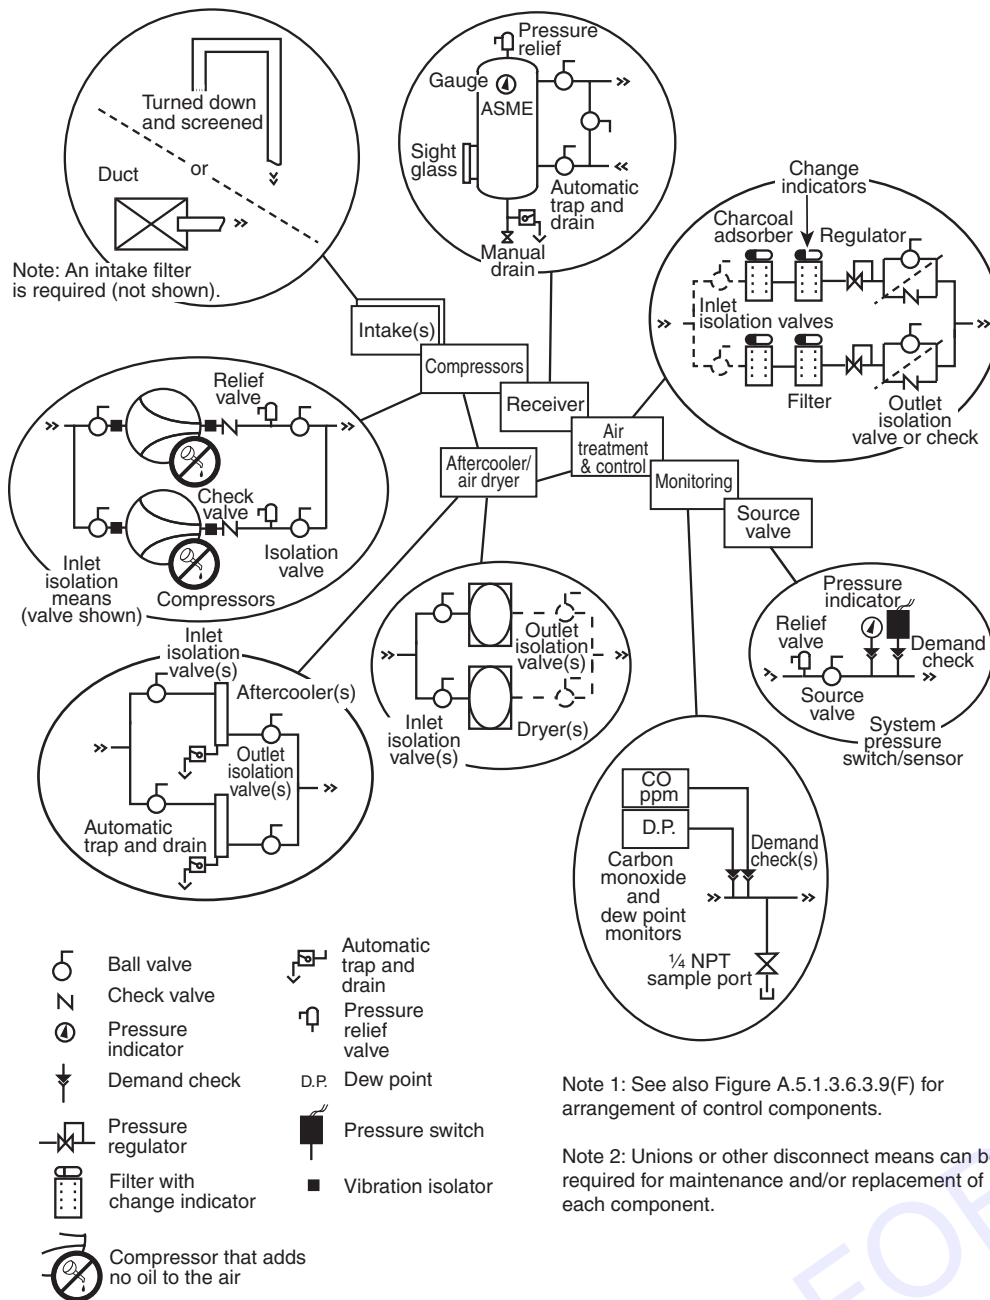 Turned down
and screened
or
Duct
Note: An intake filter
is required (not shown).
Pressure
relief
Gauge
ASME
Sight
glass
Automatic
trap and
drain
Manual
drain
Change
indicators
Charcoal
adsorber
Regulator
Inlet
isolation valves
Filter
Outlet
isolation
valve or check
Intake(s)
Compressors
Receiver
Air
treatment
& control
Aftercooler/
air dryer
Monitoring
Source
valve
Relief
valve
Check
valve
Inlet
isolation
means
(valve shown)
Compressors
Isolation
valve
Inlet
isolation
valve(s)
Aftercooler(s)
Outlet
isolation
valve(s)
Automatic
trap and drain
Outlet
isolation
valve(s)
Inlet
isolation
valve(s)
Dryer(s)
Pressure
indicator
Relief
valve
Demand
check
Source
valve
System
pressure
switch/sensor
CO
ppm
D.P.
Demand
check(s)
Carbon
monoxide
and
dew point
monitors
¼ NPT
sample port
Ball valve
Check valve
Pressure
indicator
Demand check
Pressure
regulator
Filter with
change indicator
Compressor that adds
no oil to the air
Automatic
trap and
drain
Pressure
relief
valve
D.P. Dew point
Pressure switch
Vibration isolator
Note 1: See also Figure A.5.1.3.6.3.9(F) for
arrangement of control components.
Note 2: Unions or other disconnect means can be
required for maintenance and/or replacement of
each component.